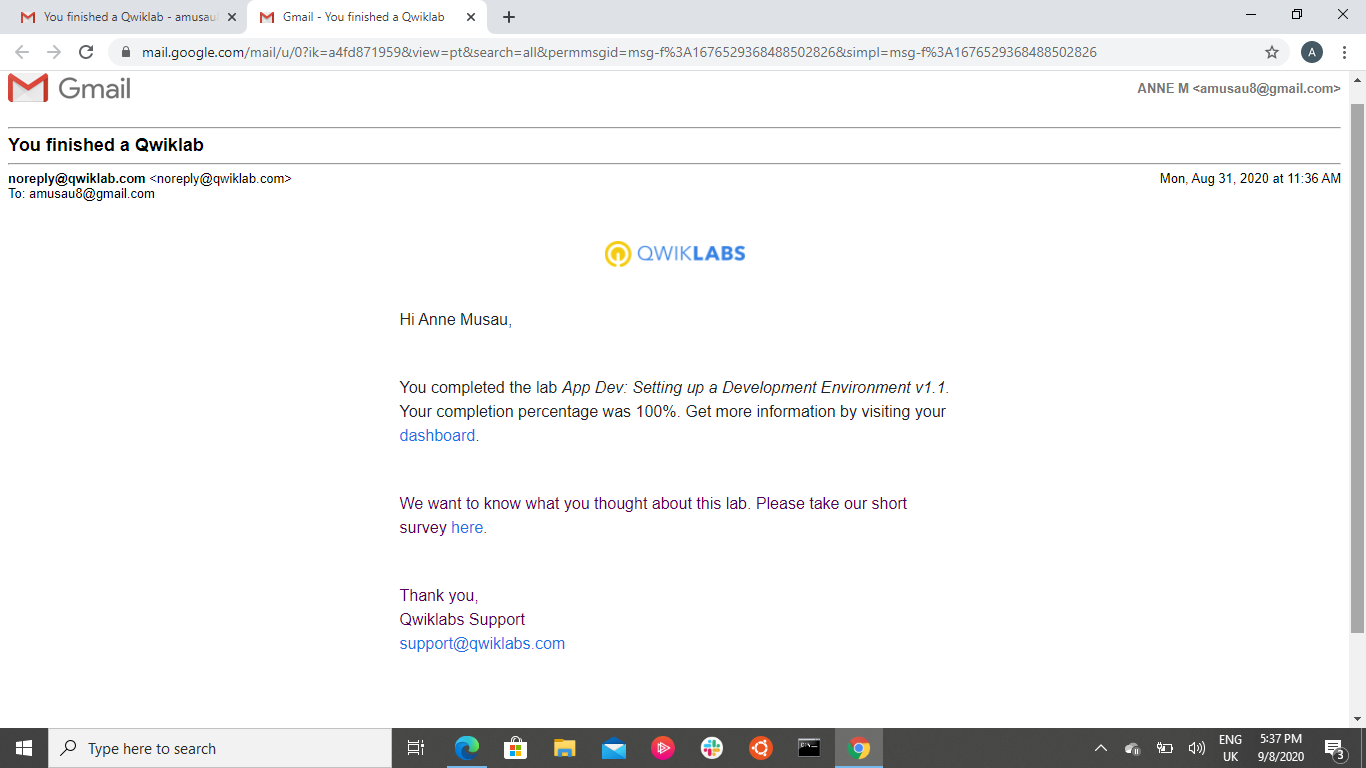 You finished a Qwiklab - amusau
Gmail - You finished a Qwiklab
mail.google.com/mail/u/0?ik=a4fd871959&view=pt&search=all&permmsgid=msg-f%3A1676529368488502826&simpl=msg-f%3A1676529368488502826
A
Gmail
ANNE M <amusau8@gmail.com>
You finished a Qwiklab
noreply@qwiklab.com <noreply@qwiklab.com>
Mon, Aug 31, 2020 at 11:36 AM
To: amusau8@gmail.com
QWIKLABS
Hi Anne Musau,
You completed the lab App Dev: Setting up a Development Environment v1.1.
Your completion percentage was 100%. Get more information by visiting your
dashboard.
We want to know what you thought about this lab. Please take our short
survey here.
Thank you,
Qwiklabs Support
support@qwiklabs.com
Type here to search
ENG
UK
5:37 PM
9/8/2020
3